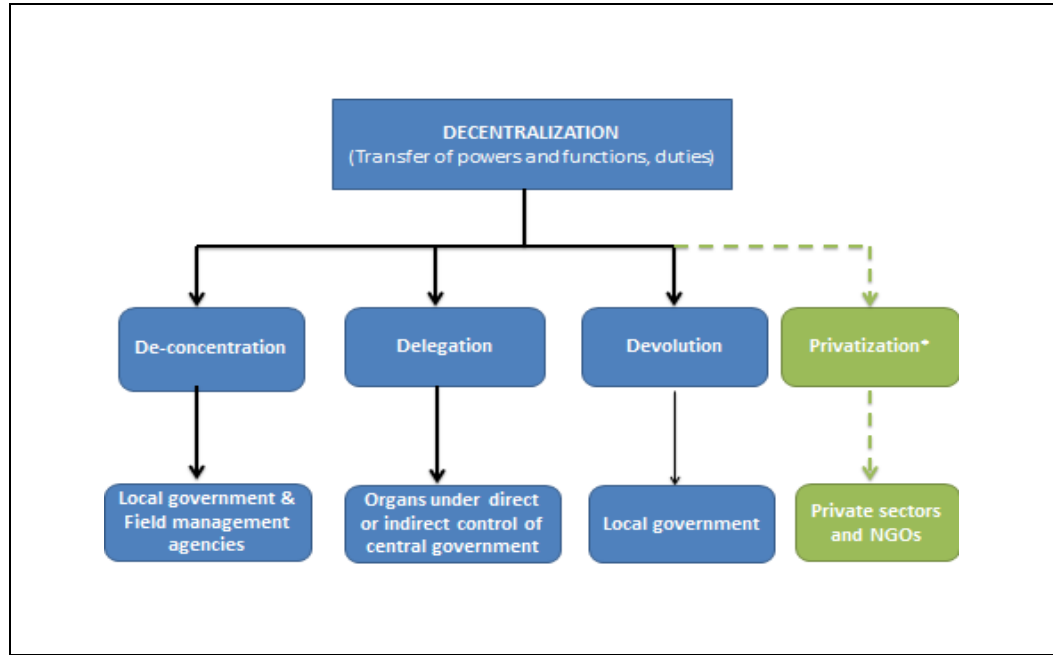 DECENTRALIZATION
(Transfer of powers and functions, duties)
De-concentration
Delegation
Devolution
Privatization*
Local government &
Field management
agencies
Organs under direct
or indirect control of
central government
Local government
Private sectors
and NGOs